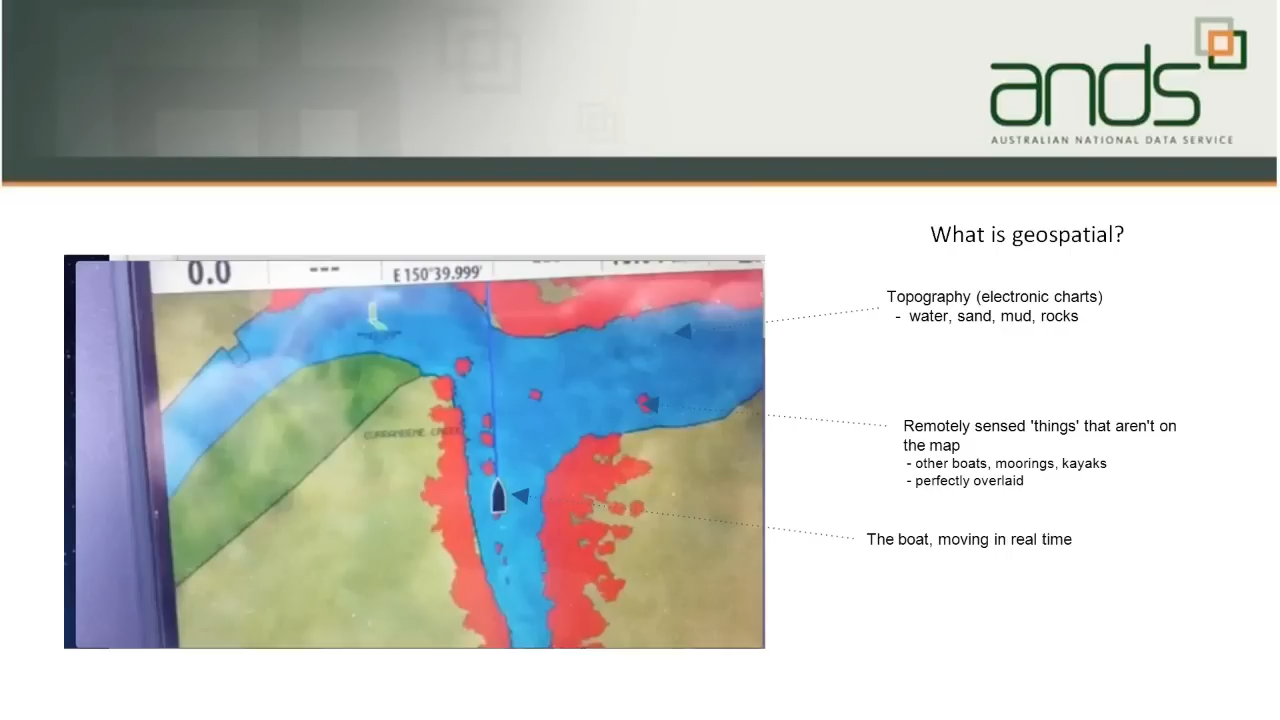 ands
AUSTRALIAN NATIONAL DATA SERVICE
What is geospatial?
0.0
---
E 150°39.999'
CURRAMBENE CREEK
Topography (electronic charts)
- water, sand, mud, rocks
Remotely sensed 'things' that aren't on
the map
- other boats, moorings, kayaks
- perfectly overlaid
The boat, moving in real time